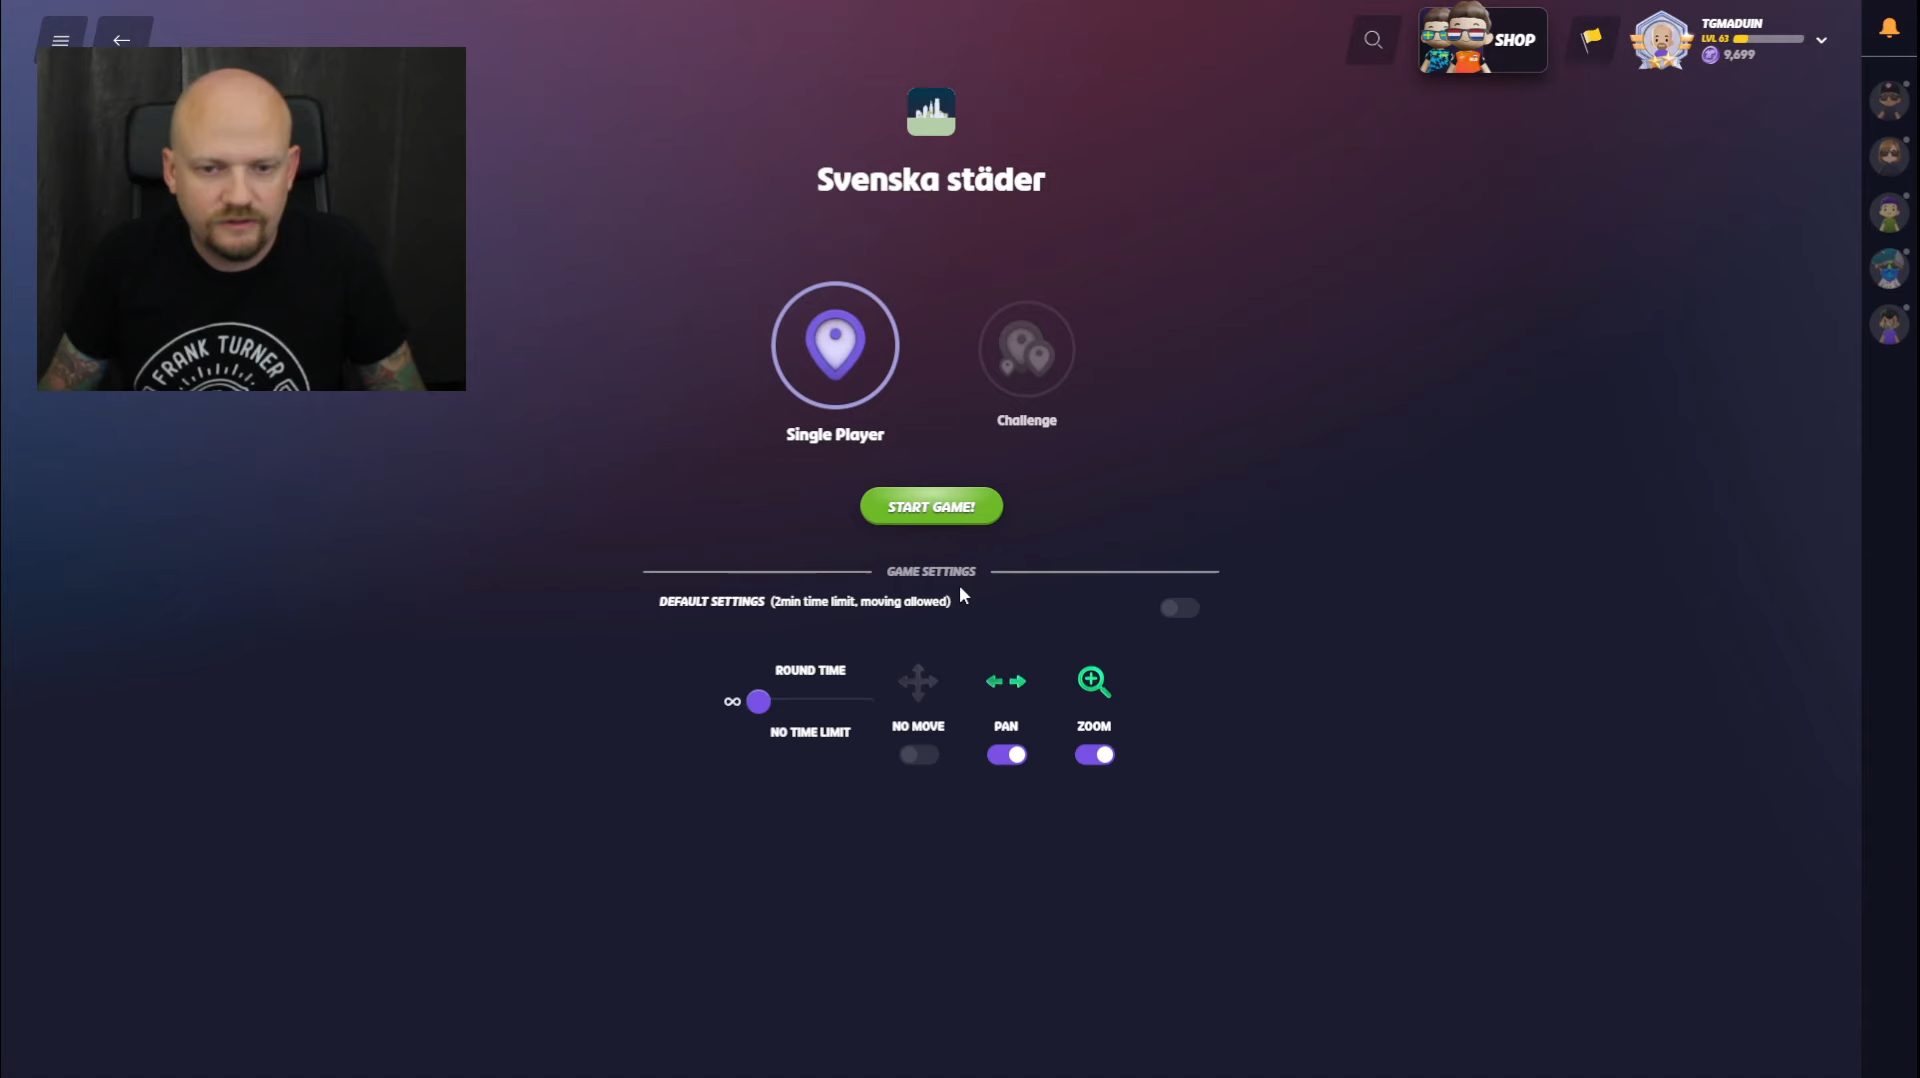 SHOP
TGMADUIN
LVL 63
9,699
Svenska städer
FRANK TURNER
Single Player
Challenge
START GAME!
GAME SETTINGS
DEFAULT SETTINGS (2min time limit, moving allowed)
ROUND TIME
∞
NO TIME LIMIT
NO MOVE
PAN
ZOOM